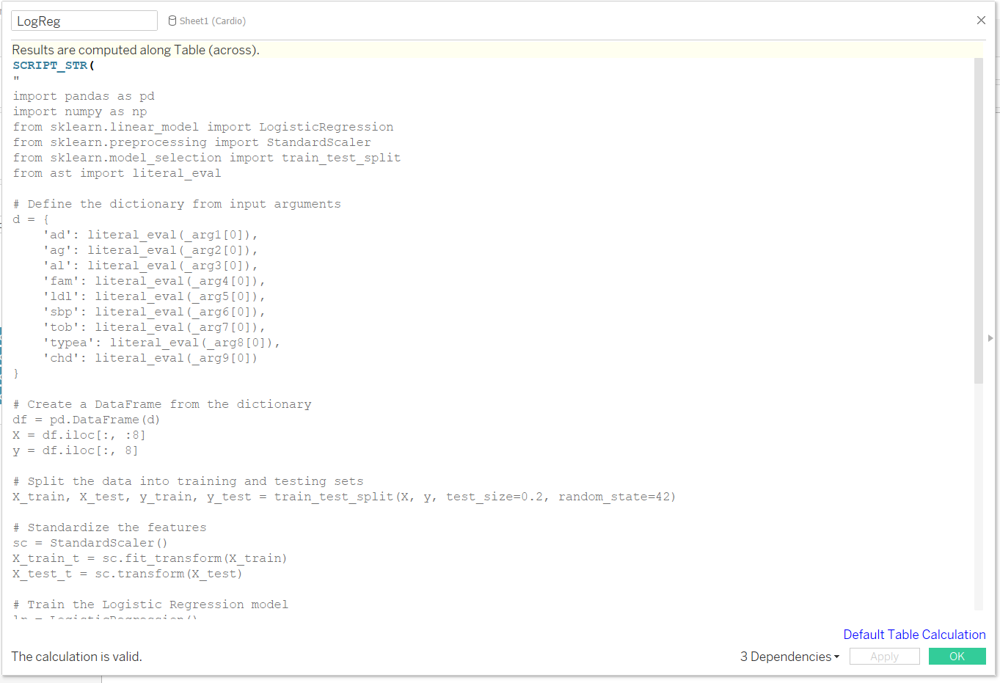 LogReg
Sheet1 (Cardio)
Results are computed along Table (across).
SCRIPT_STR(
"
import pandas as pd
import numpy as np
from sklearn.linear_model import LogisticRegression
from sklearn.preprocessing import StandardScaler
from sklearn.model_selection import train_test_split
from ast import literal_eval
# Define the dictionary from input arguments
d = {
    'ad': literal_eval(_arg1[0]),
    'ag': literal_eval(_arg2[0]),
    'al': literal_eval(_arg3[0]),
    'fam': literal_eval(_arg4[0]),
    'ldl': literal_eval(_arg5[0]),
    'sbp': literal_eval(_arg6[0]),
    'tob': literal_eval(_arg7[0]),
    'typea': literal_eval(_arg8[0]),
    'chd': literal_eval(_arg9[0])
}
# Create a DataFrame from the dictionary
df = pd.DataFrame(d)
X = df.iloc[:, :8]
y = df.iloc[:, 8]
# Split the data into training and testing sets
X_train, X_test, y_train, y_test = train_test_split(X, y, test_size=0.2, random_state=42)
# Standardize the features
sc = StandardScaler()
X_train_t = sc.fit_transform(X_train)
X_test_t = sc.transform(X_test)
# Train the Logistic Regression model
lr = LogisticRegression()
Default Table Calculation
The calculation is valid.
3 Dependencies
Apply
OK